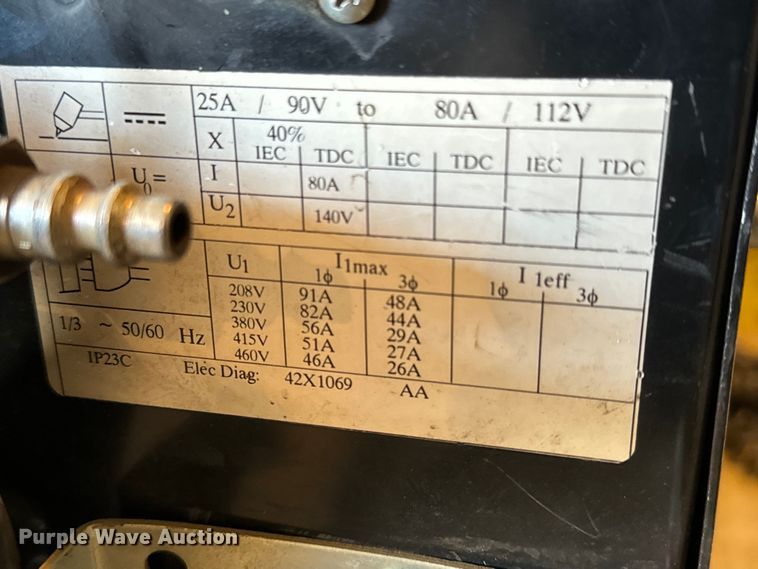 25A / 90V to 80A / 112V
X 40%
IEC TDC IEC TDC IEC TDC
U0= I 80A
U2 140V
U1 I1max I 1eff
1ϕ 3ϕ 1ϕ 3ϕ
208V 91A 48A
230V 82A 44A
380V 56A 29A
415V 51A 27A
460V 46A 26A
1/3 ~ 50/60 Hz
IP23C Elec Diag: 42X1069 AA
Purple Wave Auction